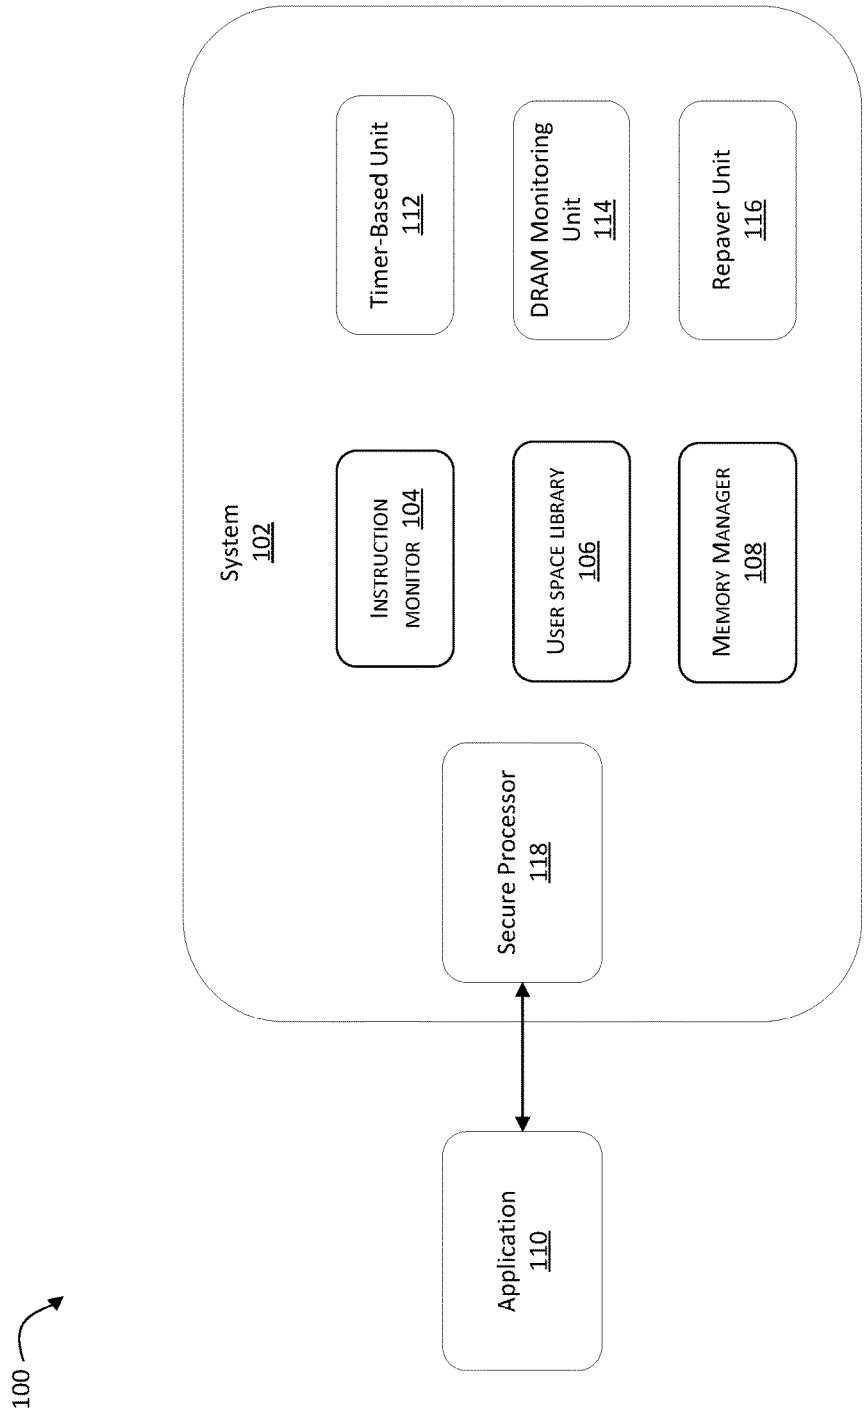 100
System
102
Application
110
Secure Processor
118
INSTRUCTION
MONITOR 104
USER SPACE LIBRARY
106
MEMORY MANAGER
108
Timer-Based Unit
112
DRAM Monitoring
Unit
114
Repaver Unit
116